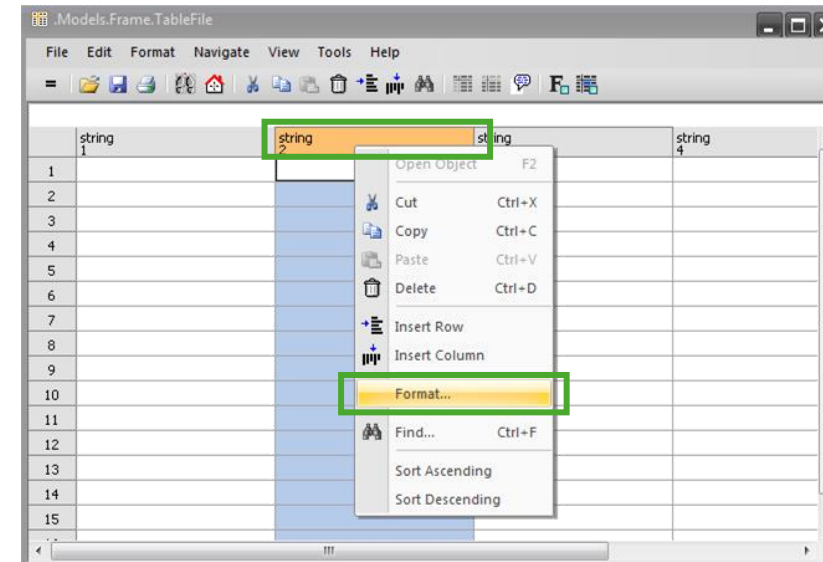 .Models.Frame.TableFile
File Edit Format Navigate View Tools Help
string string string string
1 2 4
1 Open Object F2
2 Cut Ctrl+X
3 Copy Ctrl+C
4 Paste Ctrl+V
5 Delete Ctrl+D
6
7 Insert Row
8 Insert Column
9
10 Format...
11
12 Find... Ctrl+F
13 Sort Ascending
14 Sort Descending
15